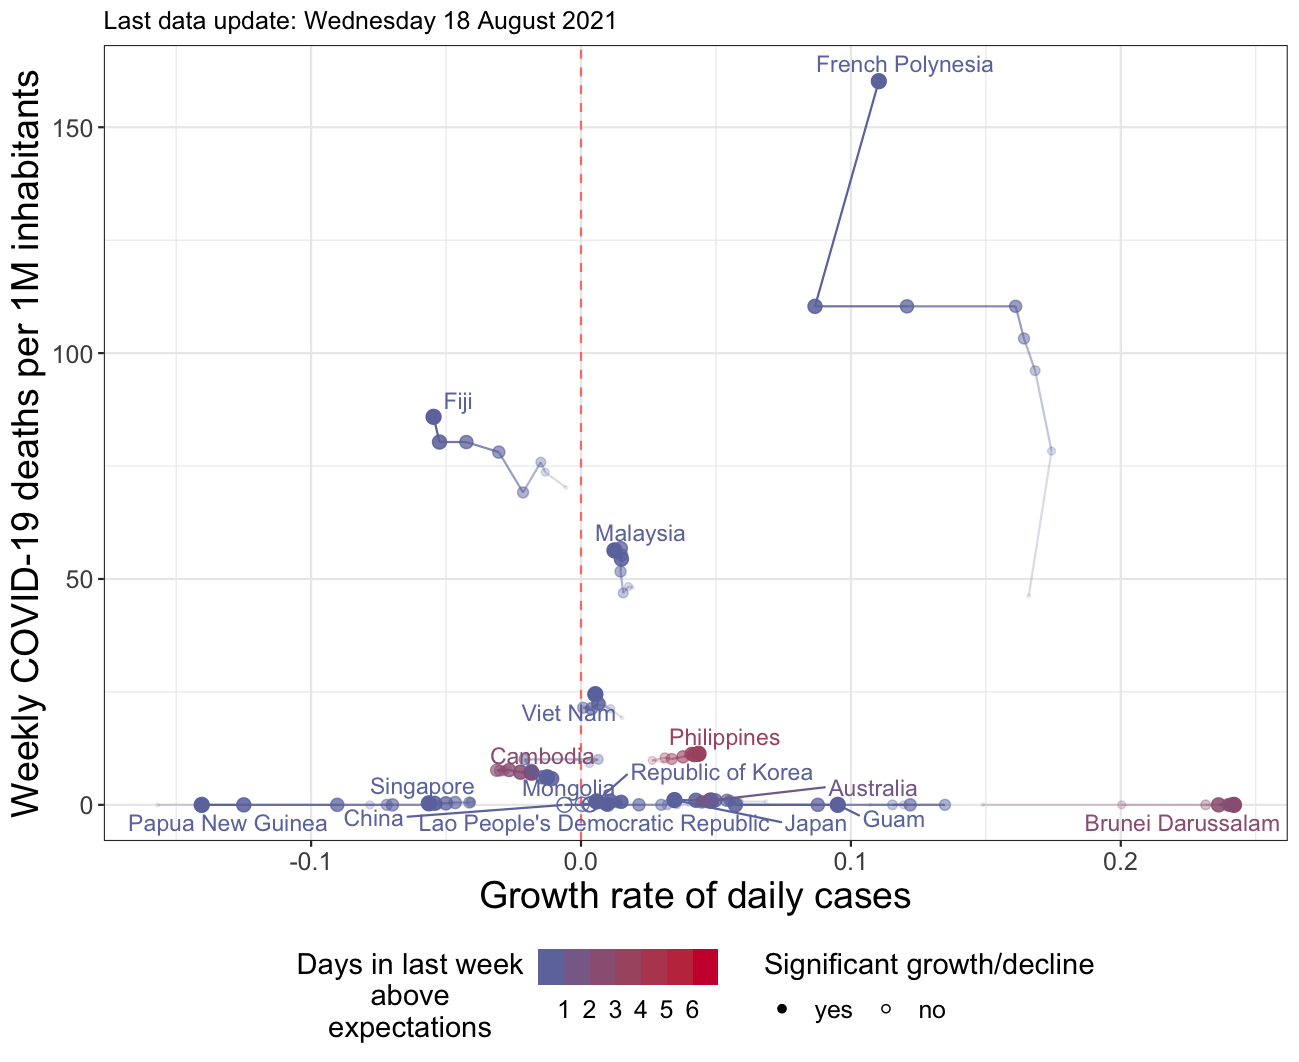 Last data update: Wednesday 18 August 2021
Weekly COVID-19 deaths per 1M inhabitants
150
100
50
0
French Polynesia
Fiji
Malaysia
Viet Nam
Philippines
Cambodia
Republic of Korea
Singapore
Mongolia
Australia
Papua New Guinea
China
Lao People's Democratic Republic
Japan
Guam
Brunei Darussalam
-0.1
0.0
0.1
0.2
Growth rate of daily cases
Days in last week
above
expectations
1 2 3 4 5 6
Significant growth/decline
yes
no